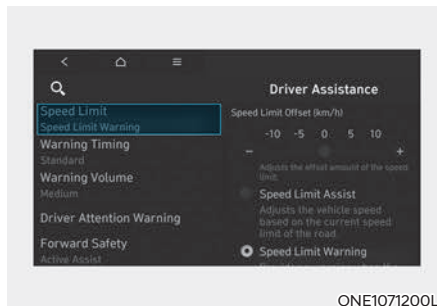 Driver Assistance
Speed Limit
Speed Limit Warning
Warning Timing
Standard
Warning Volume
Medium
Driver Attention Warning
Forward Safety
Active Assist
Speed Limit Offset (km/h)
-10 -5 0 5 10
- +
Adjusts the offset amount of the speed
limit.
Speed Limit Assist
Adjusts the vehicle speed
based on the current speed
limit of the road.
Speed Limit Warning
ONE1071200L